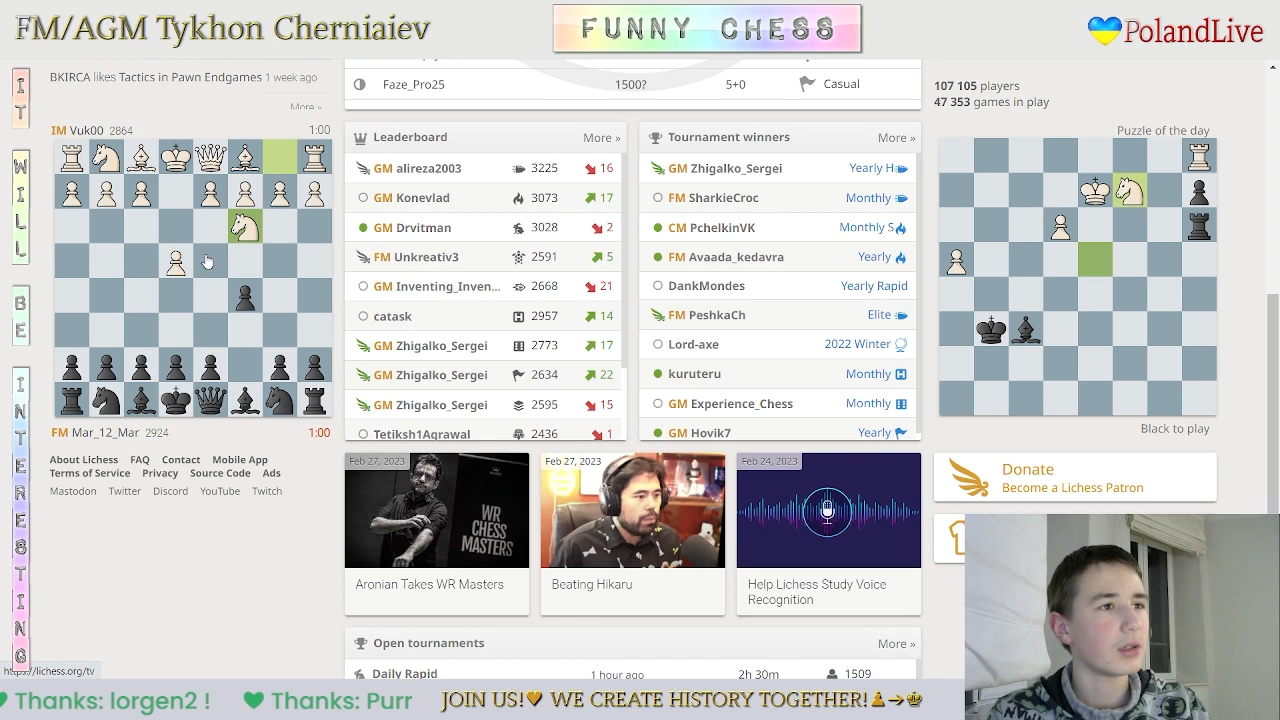 FM/AGM Tykhon Cherniaiev
FUNNY CHESS
PolandLive
IT
WILL
BE
INTERESTING
BKIRCA likes Tactics in Pawn Endgames 1 week ago
More »
IM Vuk00 2864 1:00
FM Mar_12_Mar 2924 1:00
About Lichess FAQ Contact Mobile App
Terms of Service Privacy Source Code Ads
Mastodon Twitter Discord YouTube Twitch
https://lichess.org/tv
Faze_Pro25 1500? 5+0 Casual
Leaderboard More »
GM alireza2003 3225 16
GM Konevlad 3073 17
GM Drvitman 3028 2
FM Unkreativ3 2591 5
GM Inventing_Inven... 2668 21
catask 2957 14
GM Zhigalko_Sergei 2773 17
GM Zhigalko_Sergei 2634 22
GM Zhigalko_Sergei 2595 15
Tetiksh1Agrawal 2436 1
Tournament winners More »
GM Zhigalko_Sergei Yearly H
FM SharkieCroc Monthly
CM PchelkinVK Monthly S
FM Avaada_kedavra Yearly
DankMondes Yearly Rapid
FM PeshkaCh Elite
Lord-axe 2022 Winter
kuruteru Monthly
GM Experience_Chess Monthly
GM Hovik7 Yearly
Feb 27, 2023
WR
CHESS
MASTERS
Aronian Takes WR Masters
Feb 27, 2023
Beating Hikaru
Feb 24, 2023
Help Lichess Study Voice
Recognition
Open tournaments More »
Daily Rapid 1 hour ago 2h 30m 1509
107 105 players
47 353 games in play
Puzzle of the day
Black to play
Donate
Become a Lichess Patron
Thanks: lorgen2 ! Thanks: Purr
JOIN US! WE CREATE HISTORY TOGETHER!